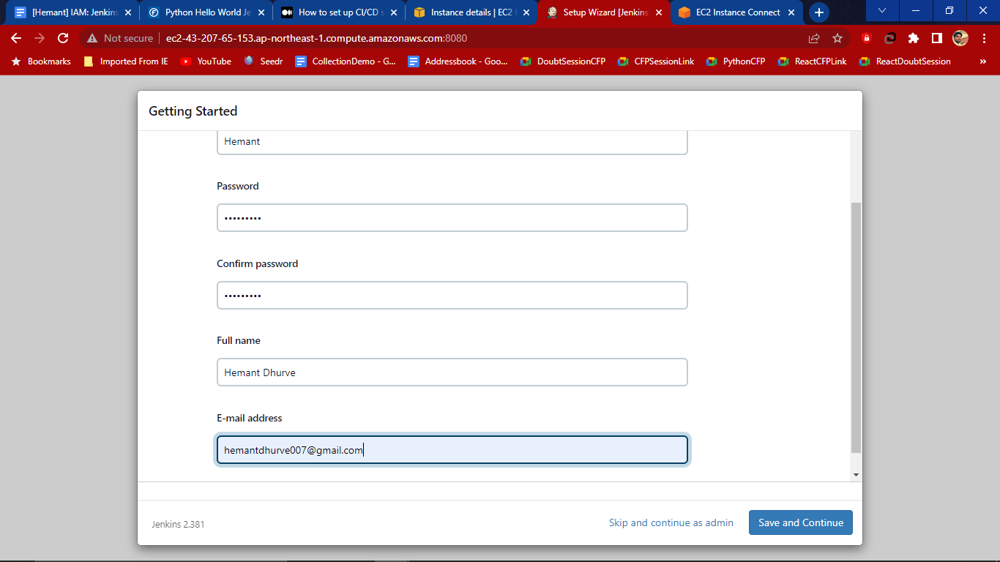 [Hemant] IAM: Jenkins
Python Hello World Je
How to set up CI/CD s
Instance details | EC2
Setup Wizard [Jenkins
EC2 Instance Connect
Not secure
ec2-43-207-65-153.ap-northeast-1.compute.amazonaws.com:8080
Bookmarks
Imported From IE
YouTube
Seedr
CollectionDemo - G...
Addressbook - Goo...
DoubtSessionCFP
CFPSessionLink
PythonCFP
ReactCFPLink
ReactDoubtSession
»
Getting Started
Hemant
Password
•••••••••
Confirm password
•••••••••
Full name
Hemant Dhurve
E-mail address
hemantdhurve007@gmail.com
Jenkins 2.381
Skip and continue as admin
Save and Continue